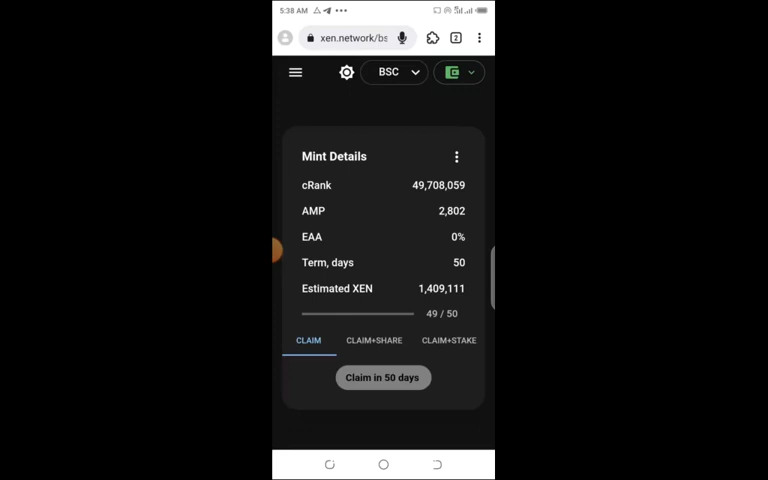 5:38 AM
xen.network/bs
2
BSC
Mint Details
cRank 49,708,059
AMP 2,802
EAA 0%
Term, days 50
Estimated XEN 1,409,111
49 / 50
CLAIM CLAIM+SHARE CLAIM+STAKE
Claim in 50 days